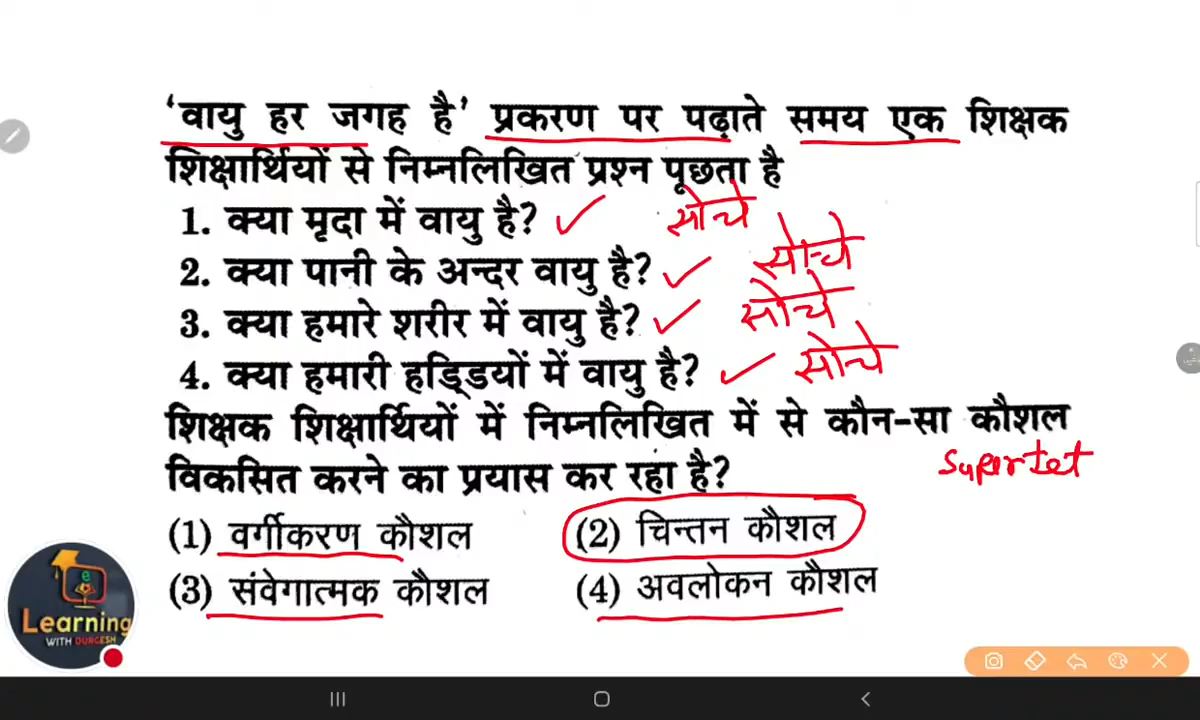 ‘वायु हर जगह है’ प्रकरण पर पढ़ाते समय एक शिक्षक
शिक्षार्थियों से निम्नलिखित प्रश्न पूछता है
1. क्या मृदा में वायु है? सोचे
2. क्या पानी के अन्दर वायु है? सोचे
3. क्या हमारे शरीर में वायु है? सोचे
4. क्या हमारी हड्डियों में वायु है? सोचे
शिक्षक शिक्षार्थियों में निम्नलिखित में से कौन-सा कौशल
विकसित करने का प्रयास कर रहा है? Supertet
(1) वर्गीकरण कौशल (2) चिन्तन कौशल
(3) संवेगात्मक कौशल (4) अवलोकन कौशल
e
Learning
WITH DURGESH